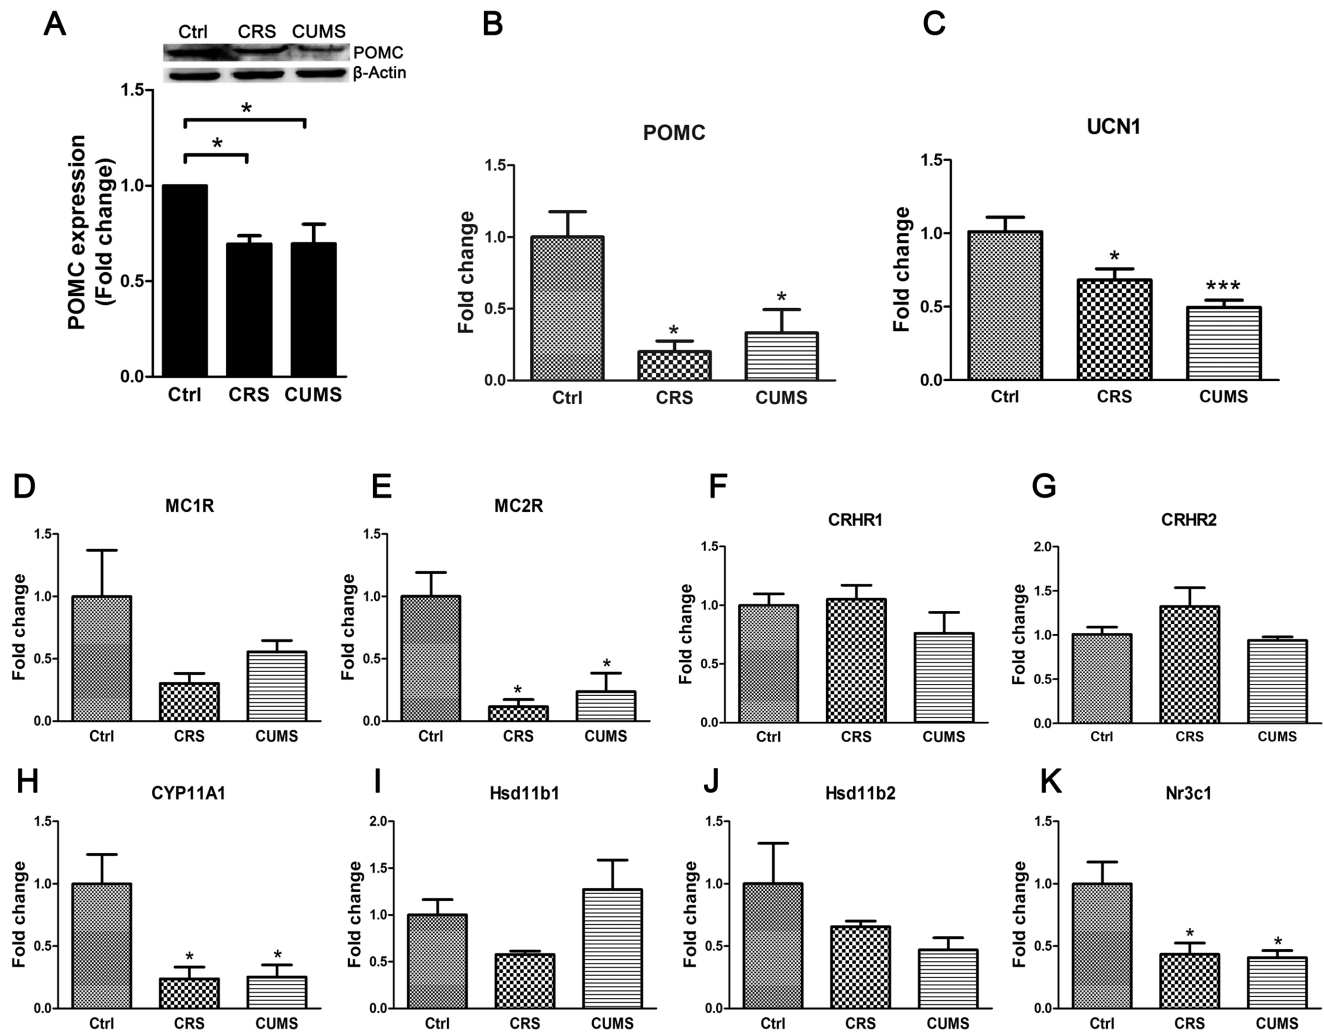 A
Ctrl CRS CUMS
POMC
β-Actin
POMC expression
(Fold change)
1.5
1.0
0.5
0.0
*
*
Ctrl CRS CUMS
B
POMC
Fold change
1.5
1.0
0.5
0.0
*
*
Ctrl CRS CUMS
C
UCN1
Fold change
1.5
1.0
0.5
0.0
*
***
Ctrl CRS CUMS
D
MC1R
Fold change
1.5
1.0
0.5
0.0
Ctrl CRS CUMS
E
MC2R
Fold change
1.5
1.0
0.5
0.0
*
*
Ctrl CRS CUMS
F
CRHR1
Fold change
1.5
1.0
0.5
0.0
Ctrl CRS CUMS
G
CRHR2
Fold change
2.0
1.5
1.0
0.5
0.0
Ctrl CRS CUMS
H
CYP11A1
Fold change
1.5
1.0
0.5
0.0
*
*
Ctrl CRS CUMS
I
Hsd11b1
Fold change
2.0
1.5
1.0
0.5
0.0
Ctrl CRS CUMS
J
Hsd11b2
Fold change
1.5
1.0
0.5
0.0
Ctrl CRS CUMS
K
Nr3c1
Fold change
1.5
1.0
0.5
0.0
*
*
Ctrl CRS CUMS